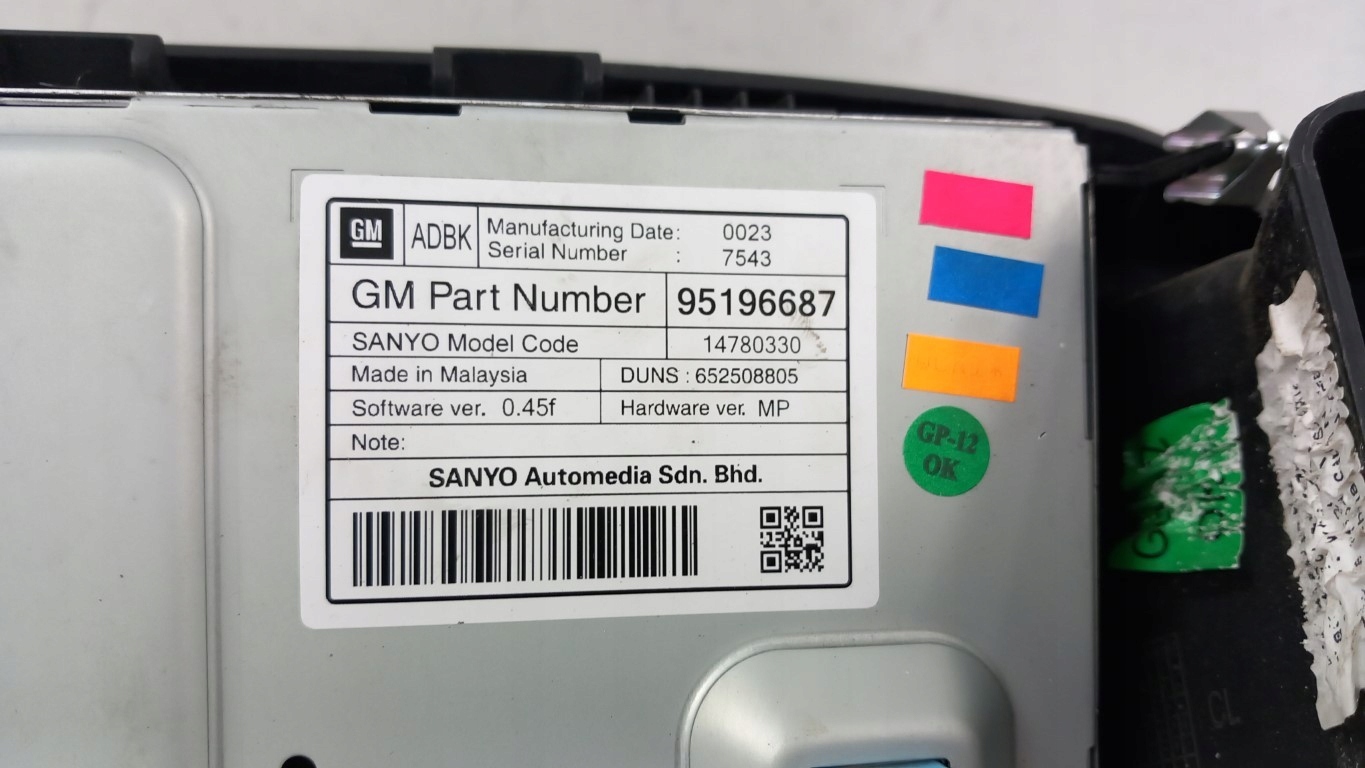 GM
ADBK
Manufacturing Date: 0023
Serial Number : 7543
GM Part Number 95196687
SANYO Model Code 14780330
Made in Malaysia DUNS : 652508805
Software ver. 0.45f Hardware ver. MP
Note:
SANYO Automedia Sdn. Bhd.
GP-12
OK
CL